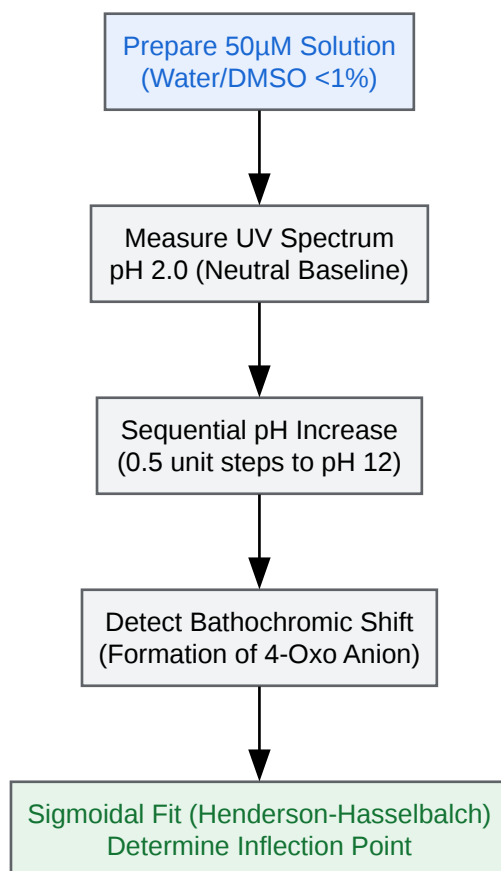 Prepare 50µM Solution
(Water/DMSO <1%)
Measure UV Spectrum
pH 2.0 (Neutral Baseline)
Sequential pH Increase
(0.5 unit steps to pH 12)
Detect Bathochromic Shift
(Formation of 4-Oxo Anion)
Sigmoidal Fit (Henderson-Hasselbalch)
Determine Inflection Point